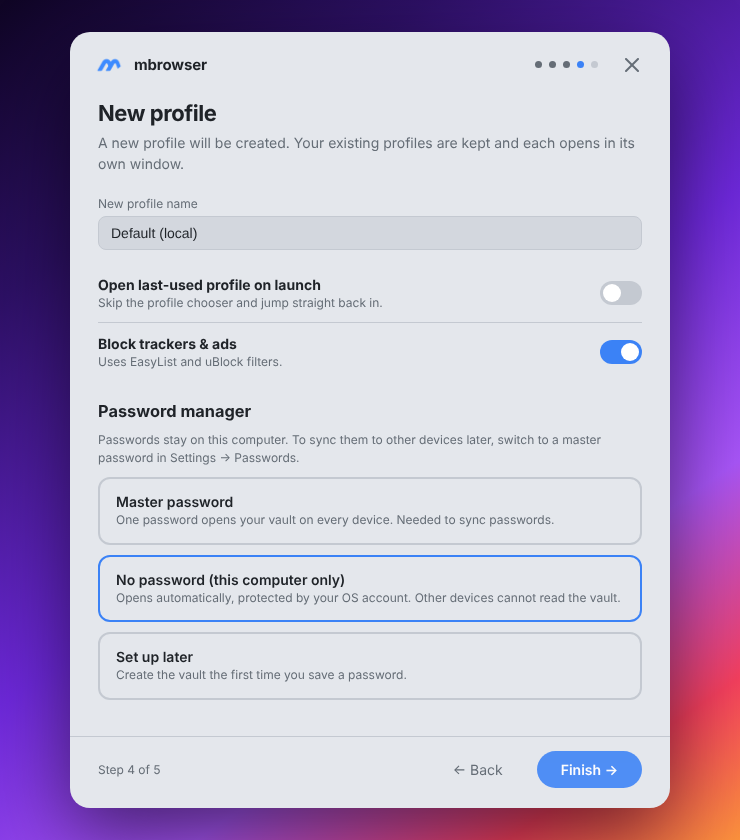 mbrowser
New profile
A new profile will be created. Your existing profiles are kept and each opens in its
own window.
New profile name
Default (local)
Open last-used profile on launch
Skip the profile chooser and jump straight back in.
Block trackers & ads
Uses EasyList and uBlock filters.
Password manager
Passwords stay on this computer. To sync them to other devices later, switch to a master
password in Settings → Passwords.
Master password
One password opens your vault on every device. Needed to sync passwords.
No password (this computer only)
Opens automatically, protected by your OS account. Other devices cannot read the vault.
Set up later
Create the vault the first time you save a password.
Step 4 of 5
← Back
Finish →